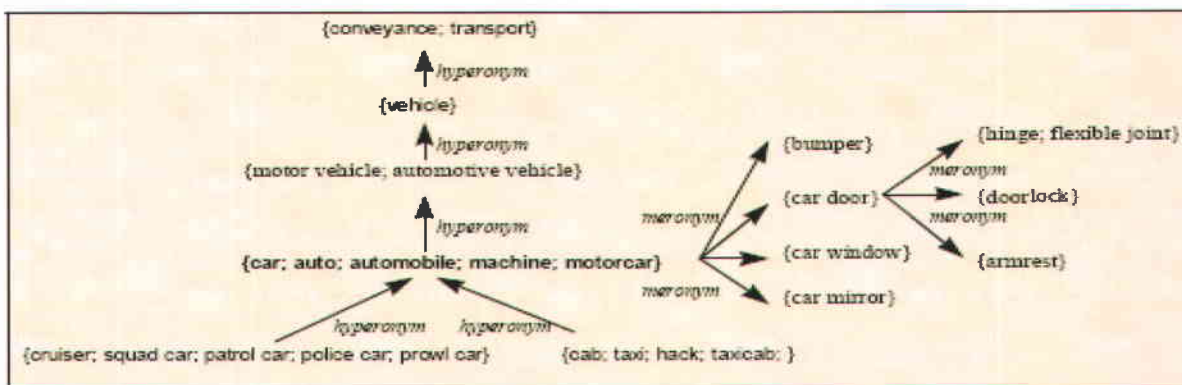 {conveyance; transport}
hyperonym
{vehicle}
hyperonym
{motor vehicle; automotive vehicle}
hyperonym
{car; auto; automobile; machine; motorcar}
hyperonym
hyperonym
{cruiser; squad car; patrol car; police car; prowl car}
{cab; taxi; hack; taxicab; }
meronym
meronym
{bumper}
{car door}
{car window}
{car mirror}
meronym
meronym
{hinge; flexible joint}
{doorlock}
{armrest}